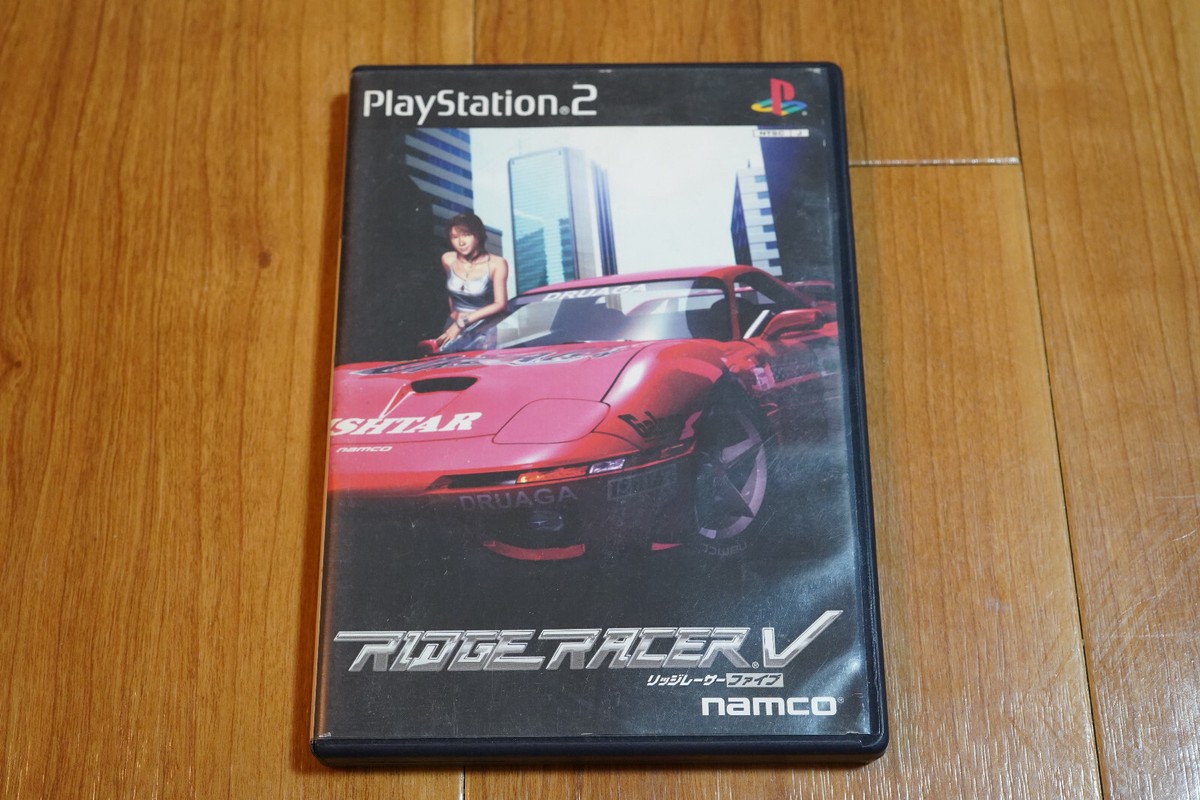 PlayStation®2
NTSC J
DRUAGA
ISHTAR
namco
DRUAGA
RIDGE RACER® V
リッジレーサーファイブ
namco®